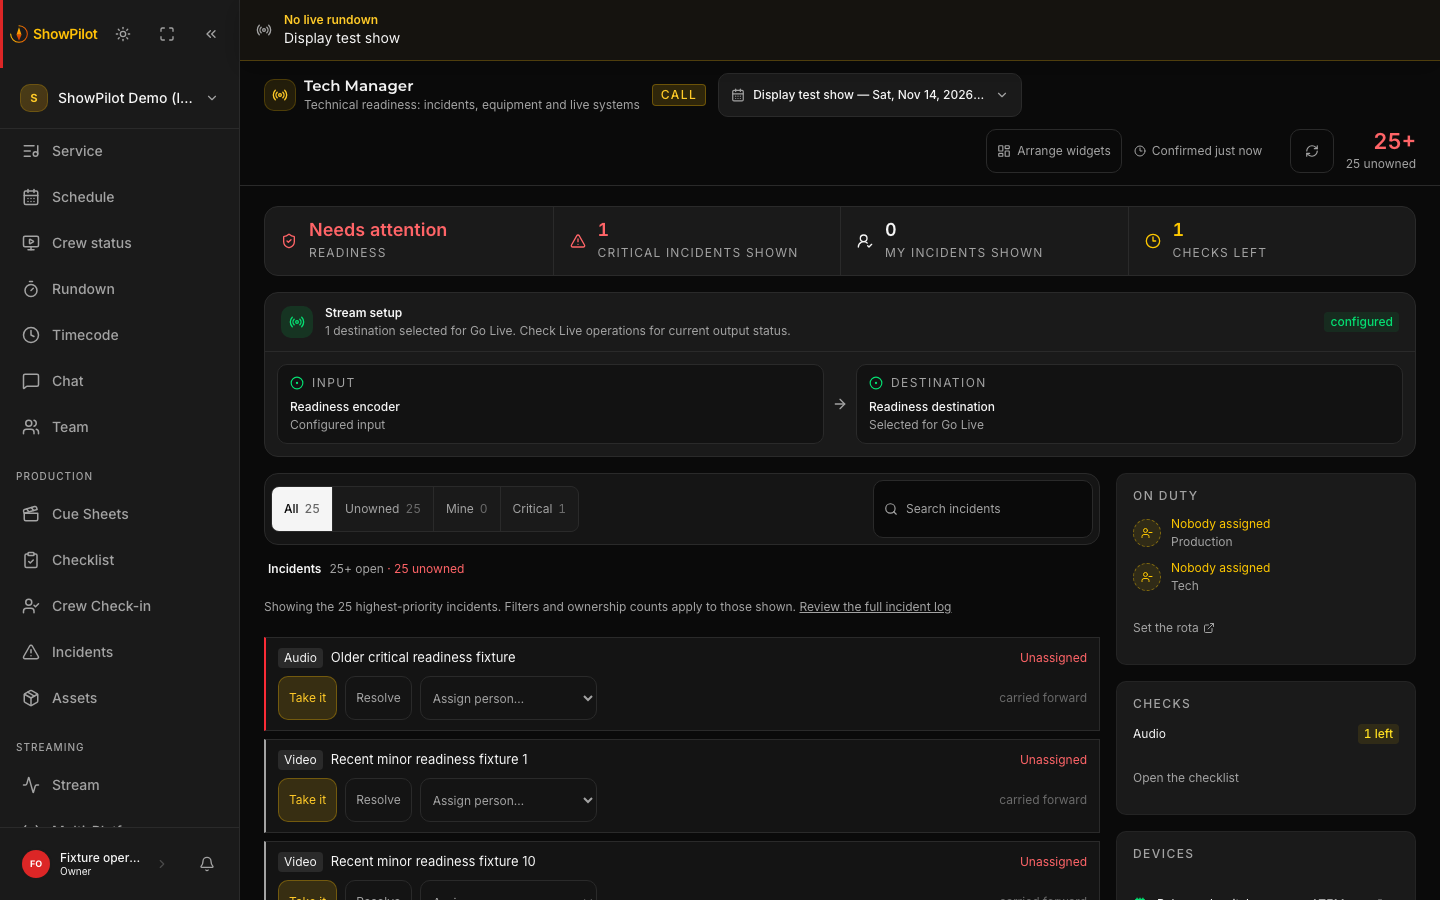 ShowPilot
S
ShowPilot Demo (I...
Service
Schedule
Crew status
Rundown
Timecode
Chat
Team
PRODUCTION
Cue Sheets
Checklist
Crew Check-in
Incidents
Assets
STREAMING
Stream
FO
Fixture oper...
Owner
No live rundown
Display test show
Tech Manager
Technical readiness: incidents, equipment and live systems
CALL
Display test show — Sat, Nov 14, 2026...
Arrange widgets
Confirmed just now
25+
25 unowned
Needs attention
READINESS
1
CRITICAL INCIDENTS SHOWN
0
MY INCIDENTS SHOWN
1
CHECKS LEFT
Stream setup
1 destination selected for Go Live. Check Live operations for current output status.
configured
INPUT
Readiness encoder
Configured input
DESTINATION
Readiness destination
Selected for Go Live
All 25
Unowned 25
Mine 0
Critical 1
Search incidents
Incidents 25+ open · 25 unowned
Showing the 25 highest-priority incidents. Filters and ownership counts apply to those shown. Review the full incident log
Audio Older critical readiness fixture
Unassigned
Take it
Resolve
Assign person...
carried forward
Video Recent minor readiness fixture 1
Unassigned
Take it
Resolve
Assign person...
carried forward
Video Recent minor readiness fixture 10
Unassigned
Take it
Resolve
Assign person...
carried forward
ON DUTY
Nobody assigned
Production
Nobody assigned
Tech
Set the rota
CHECKS
Audio
1 left
Open the checklist
DEVICES